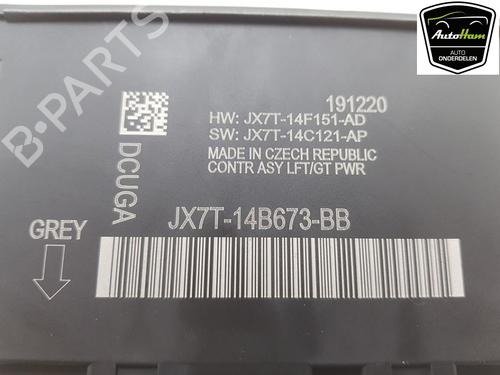 AutoHam
AUTO
ONDERDELEN
191220
HW: JX7T-14F151-AD
SW: JX7T-14C121-AP
MADE IN CZECH REPUBLIC
CONTR ASY LFT/GT PWR
DCUGA
JX7T-14B673-BB
GREY
B-PARTS